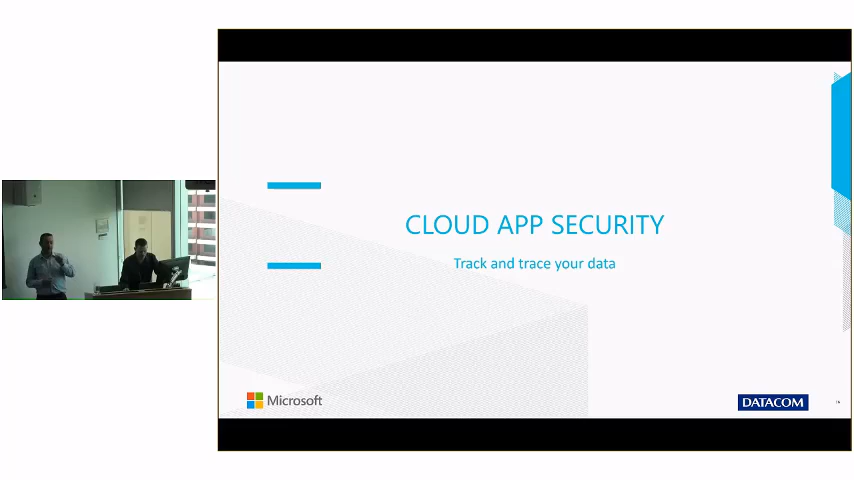 CLOUD APP SECURITY
Track and trace your data
Microsoft
DATACOM